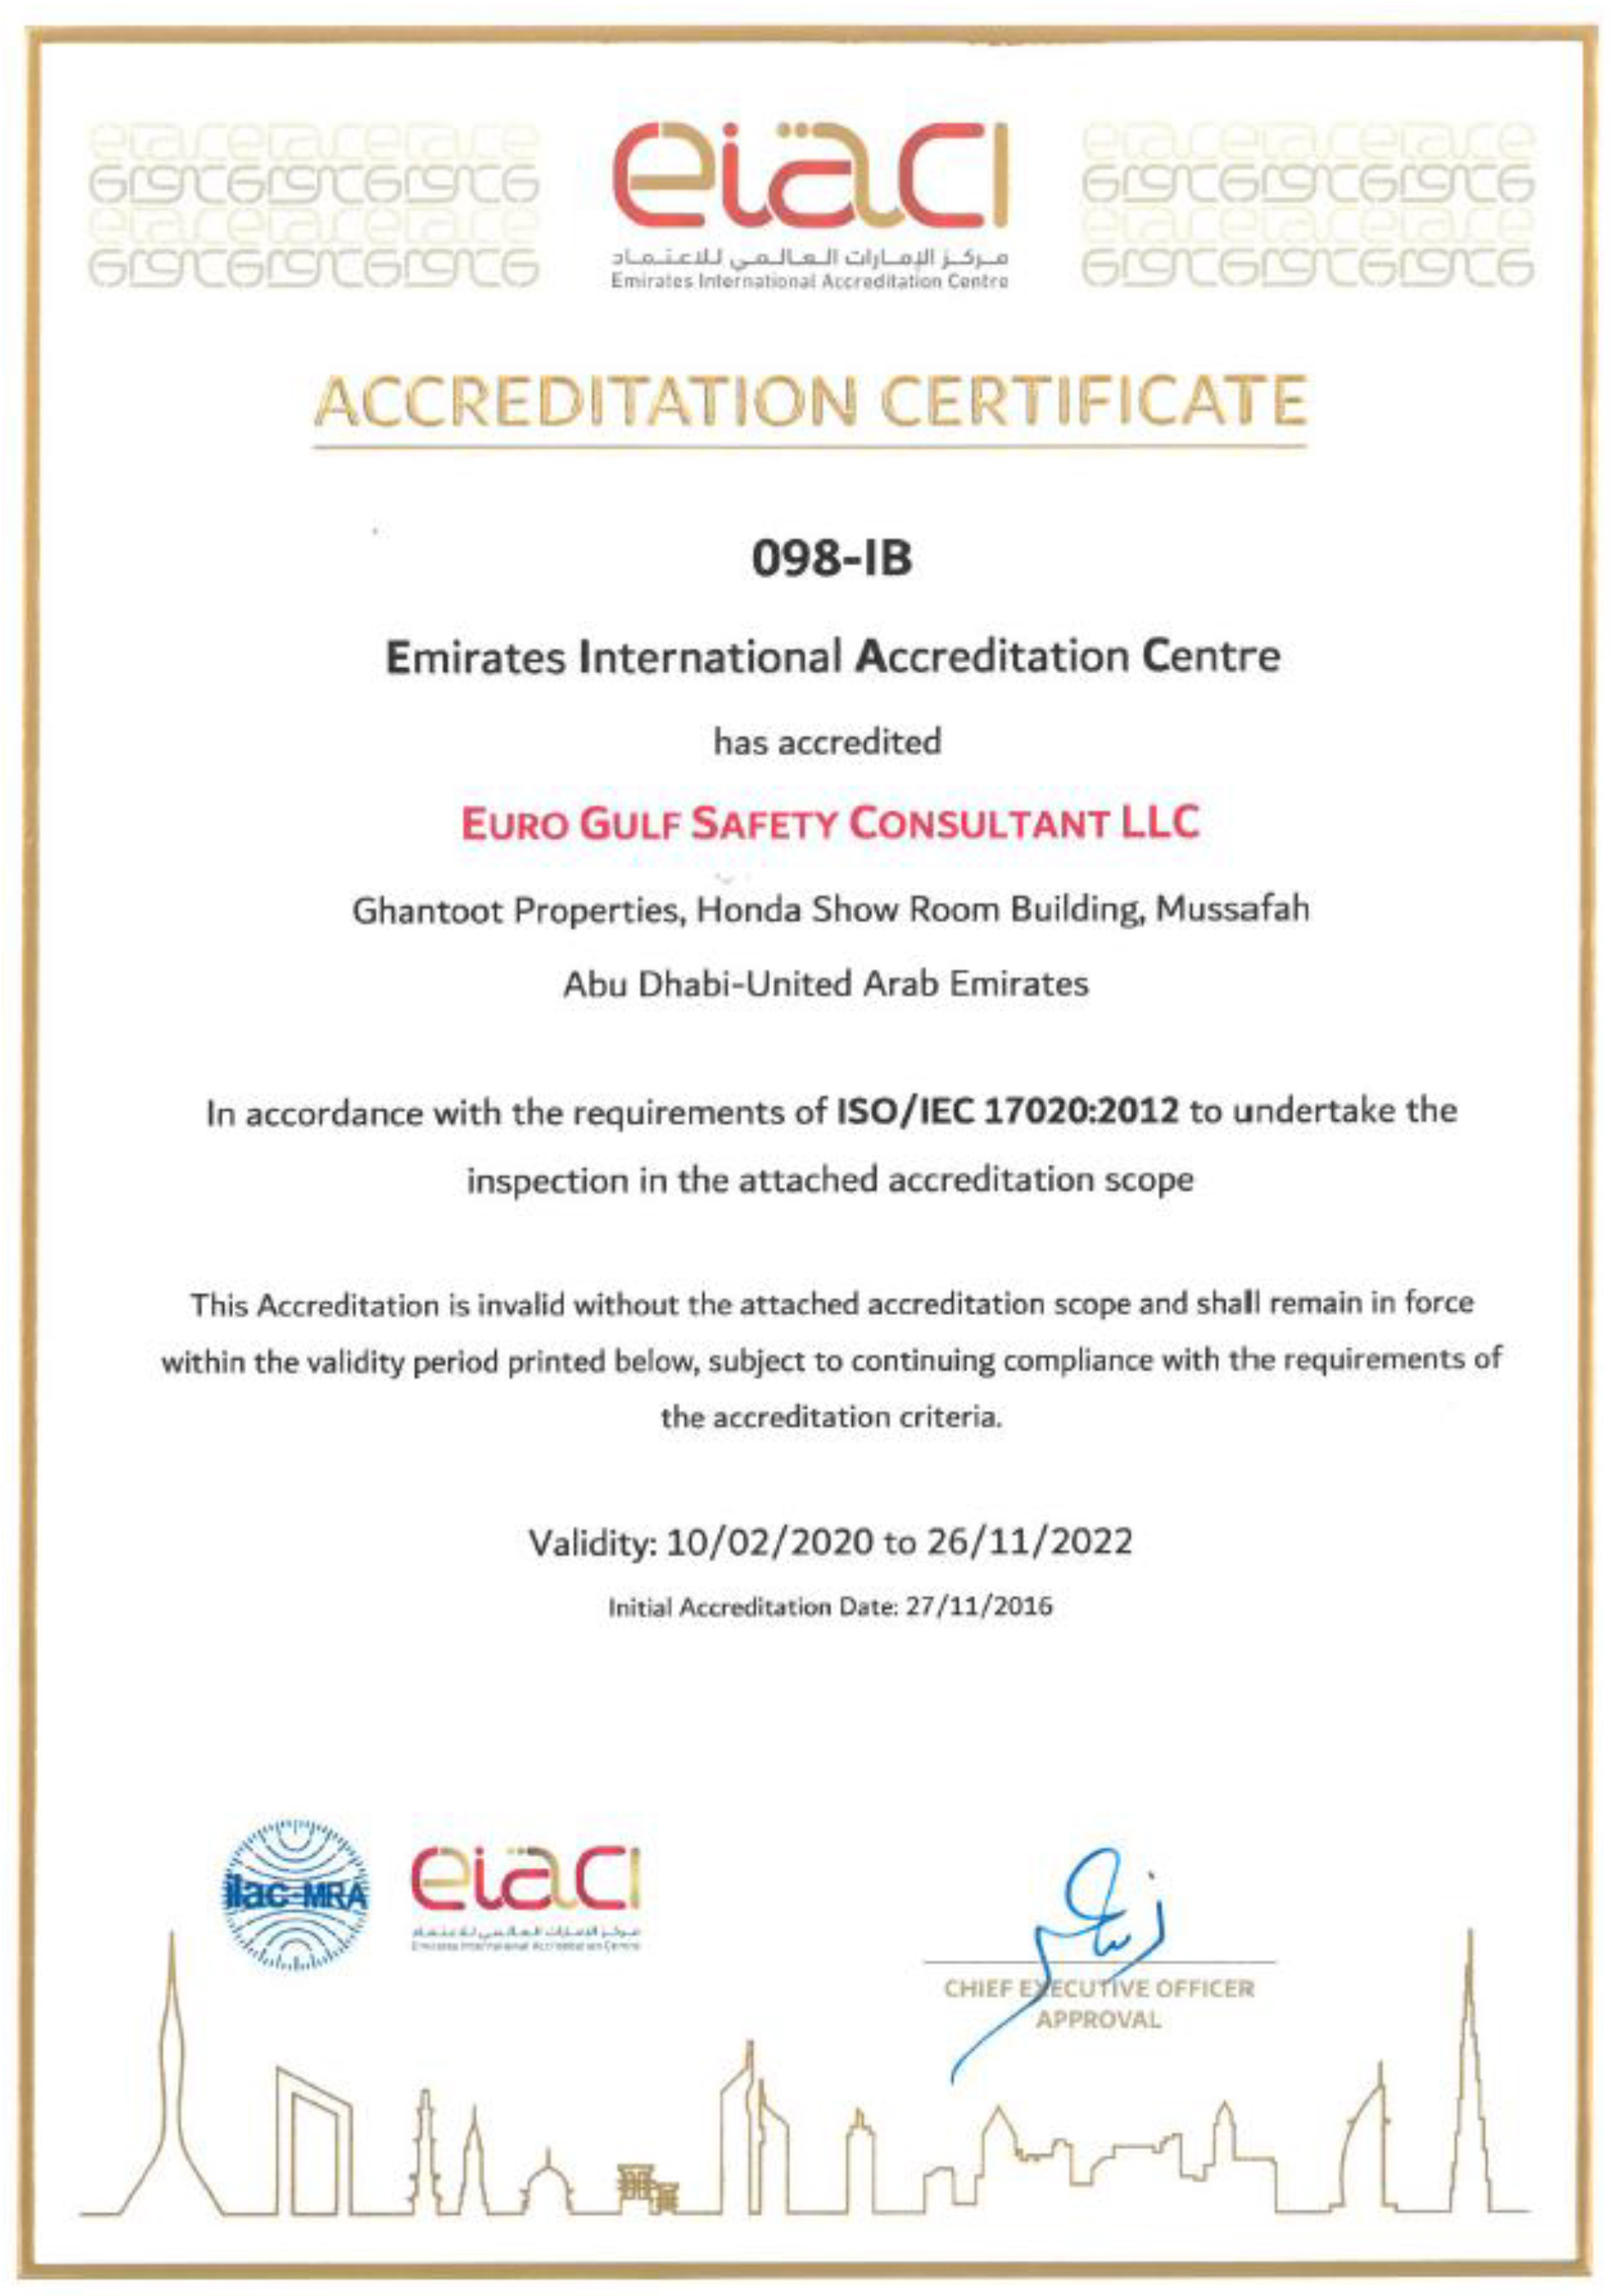 eiaci
مركز الإمارات العالمي للاعتماد
Emirates International Accreditation Centre
ACCREDITATION CERTIFICATE
098-IB
Emirates International Accreditation Centre
has accredited
EURO GULF SAFETY CONSULTANT LLC
Ghantoot Properties, Honda Show Room Building, Mussafah
Abu Dhabi-United Arab Emirates
In accordance with the requirements of ISO/IEC 17020:2012 to undertake the
inspection in the attached accreditation scope
This Accreditation is invalid without the attached accreditation scope and shall remain in force
within the validity period printed below, subject to continuing compliance with the requirements of
the accreditation criteria.
Validity: 10/02/2020 to 26/11/2022
Initial Accreditation Date: 27/11/2016
ilac-MRA
eiaci
مركز الإمارات العالمي للاعتماد
Emirates International Accreditation Centre
CHIEF EXECUTIVE OFFICER
APPROVAL